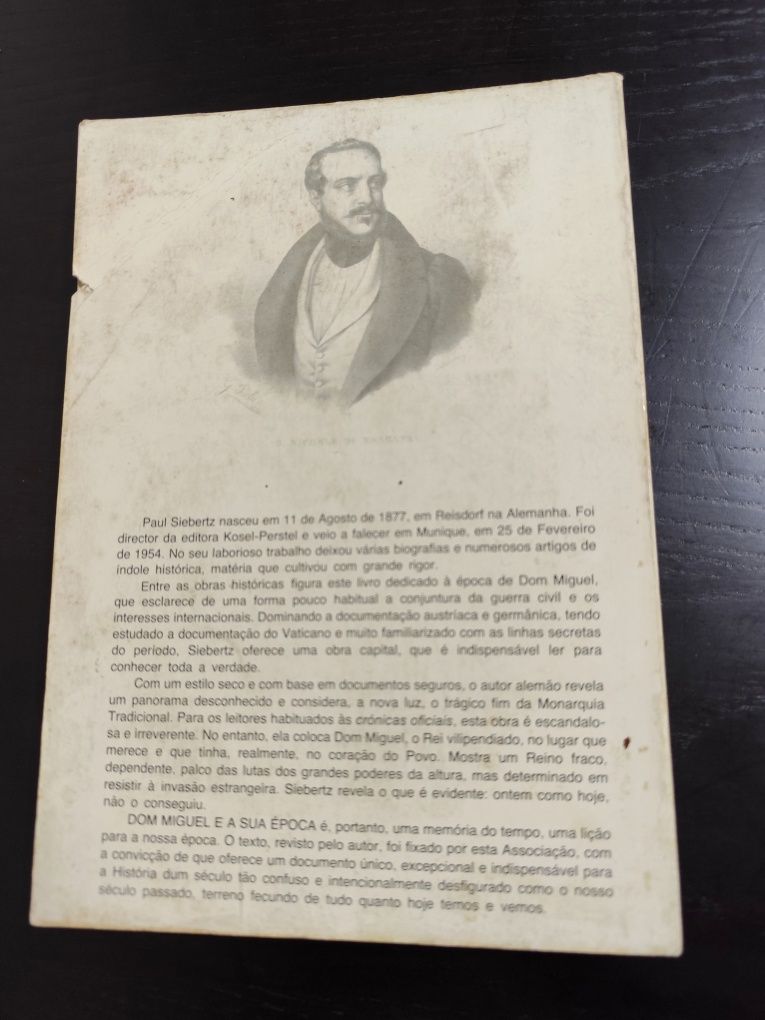 Paul Siebertz nasceu em 11 de Agosto de 1877, em Reisdorf na Alemanha. Foi
director da editora Kosel-Perstel e veio a falecer em Munique, em 25 de Fevereiro
de 1954. No seu laborioso trabalho deixou várias biografias e numerosos artigos de
índole histórica, matéria que cultivou com grande rigor.
Entre as obras históricas figura este livro dedicado à época de Dom Miguel,
que esclarece de uma forma pouco habitual a conjuntura da guerra civil e os
interesses internacionais. Dominando a documentação austríaca e germânica, tendo
estudado a documentação do Vaticano e muito familiarizado com as linhas secretas
do período, Siebertz oferece uma obra capital, que é indispensável ler para
conhecer toda a verdade.
Com um estilo seco e com base em documentos seguros, o autor alemão revela
um panorama desconhecido e considera, a nova luz, o trágico fim da Monarquia
Tradicional. Para os leitores habituados às crónicas oficiais, esta obra é escandalo-
sa e irreverente. No entanto, ela coloca Dom Miguel, o Rei vilipendiado, no lugar que
merece e que tinha, realmente, no coração do Povo. Mostra um Reino fraco,
dependente, palco das lutas dos grandes poderes da altura, mas determinado em
resistir à invasão estrangeira. Siebertz revela o que é evidente: ontem como hoje,
não o conseguiu.
DOM MIGUEL E A SUA ÉPOCA é, portanto, uma memória do tempo, uma lição
para a nossa época. O texto, revisto pelo autor, foi fixado por esta Associação, com
a convicção de que oferece um documento único, excepcional e indispensável para
a História dum século tão confuso e intencionalmente desfigurado como o nosso
século passado, terreno fecundo de tudo quanto hoje temos e vemos.